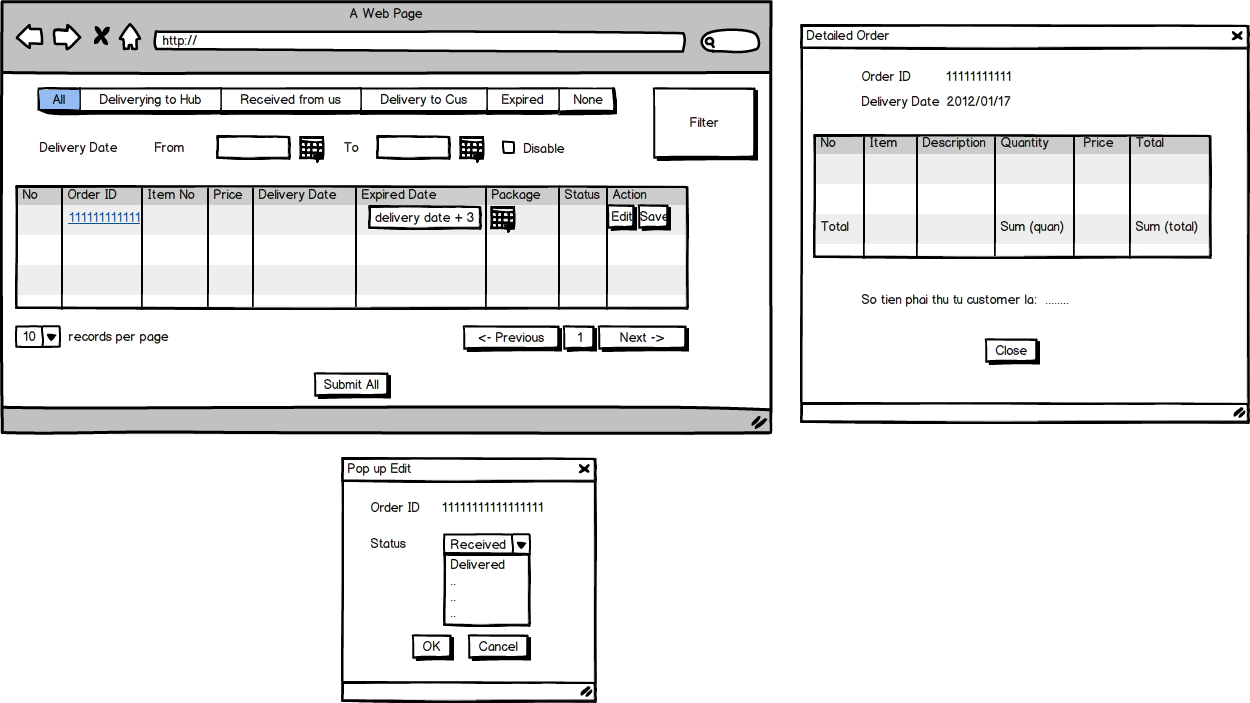 A Web Page
http://
All Deliverying to Hub Received from us Delivery to Cus Expired None
Filter
Delivery Date From To Disable
No Order ID Item No Price Delivery Date Expired Date Package Status Action
111111111111 delivery date + 3 Edit Save
10 records per page <- Previous 1 Next ->
Submit All
Detailed Order
Order ID 11111111111
Delivery Date 2012/01/17
No Item Description Quantity Price Total
Total Sum (quan) Sum (total)
So tien phai thu tu customer la: ........
Close
Pop up Edit
Order ID 11111111111111111
Status Received
Delivered
..
..
..
OK Cancel